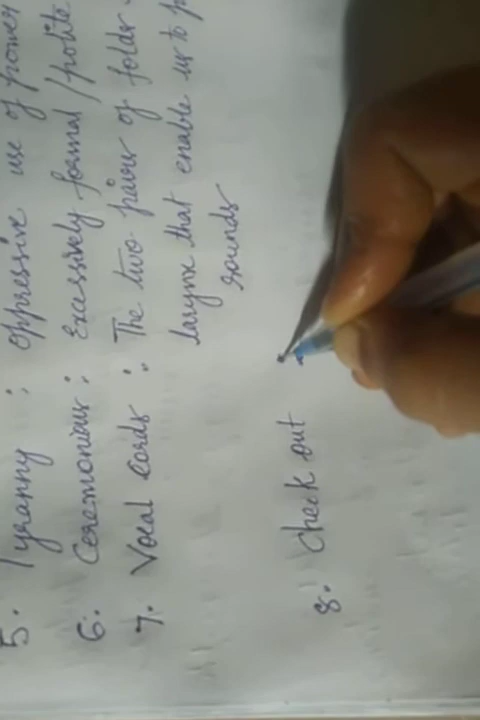 5. Tyranny : oppressive use of power
6. Ceremonious : Excessively formal / polite
7. Vocal cords : The two pairs of folds
larynx that enable us to p
sounds
8. Check out :